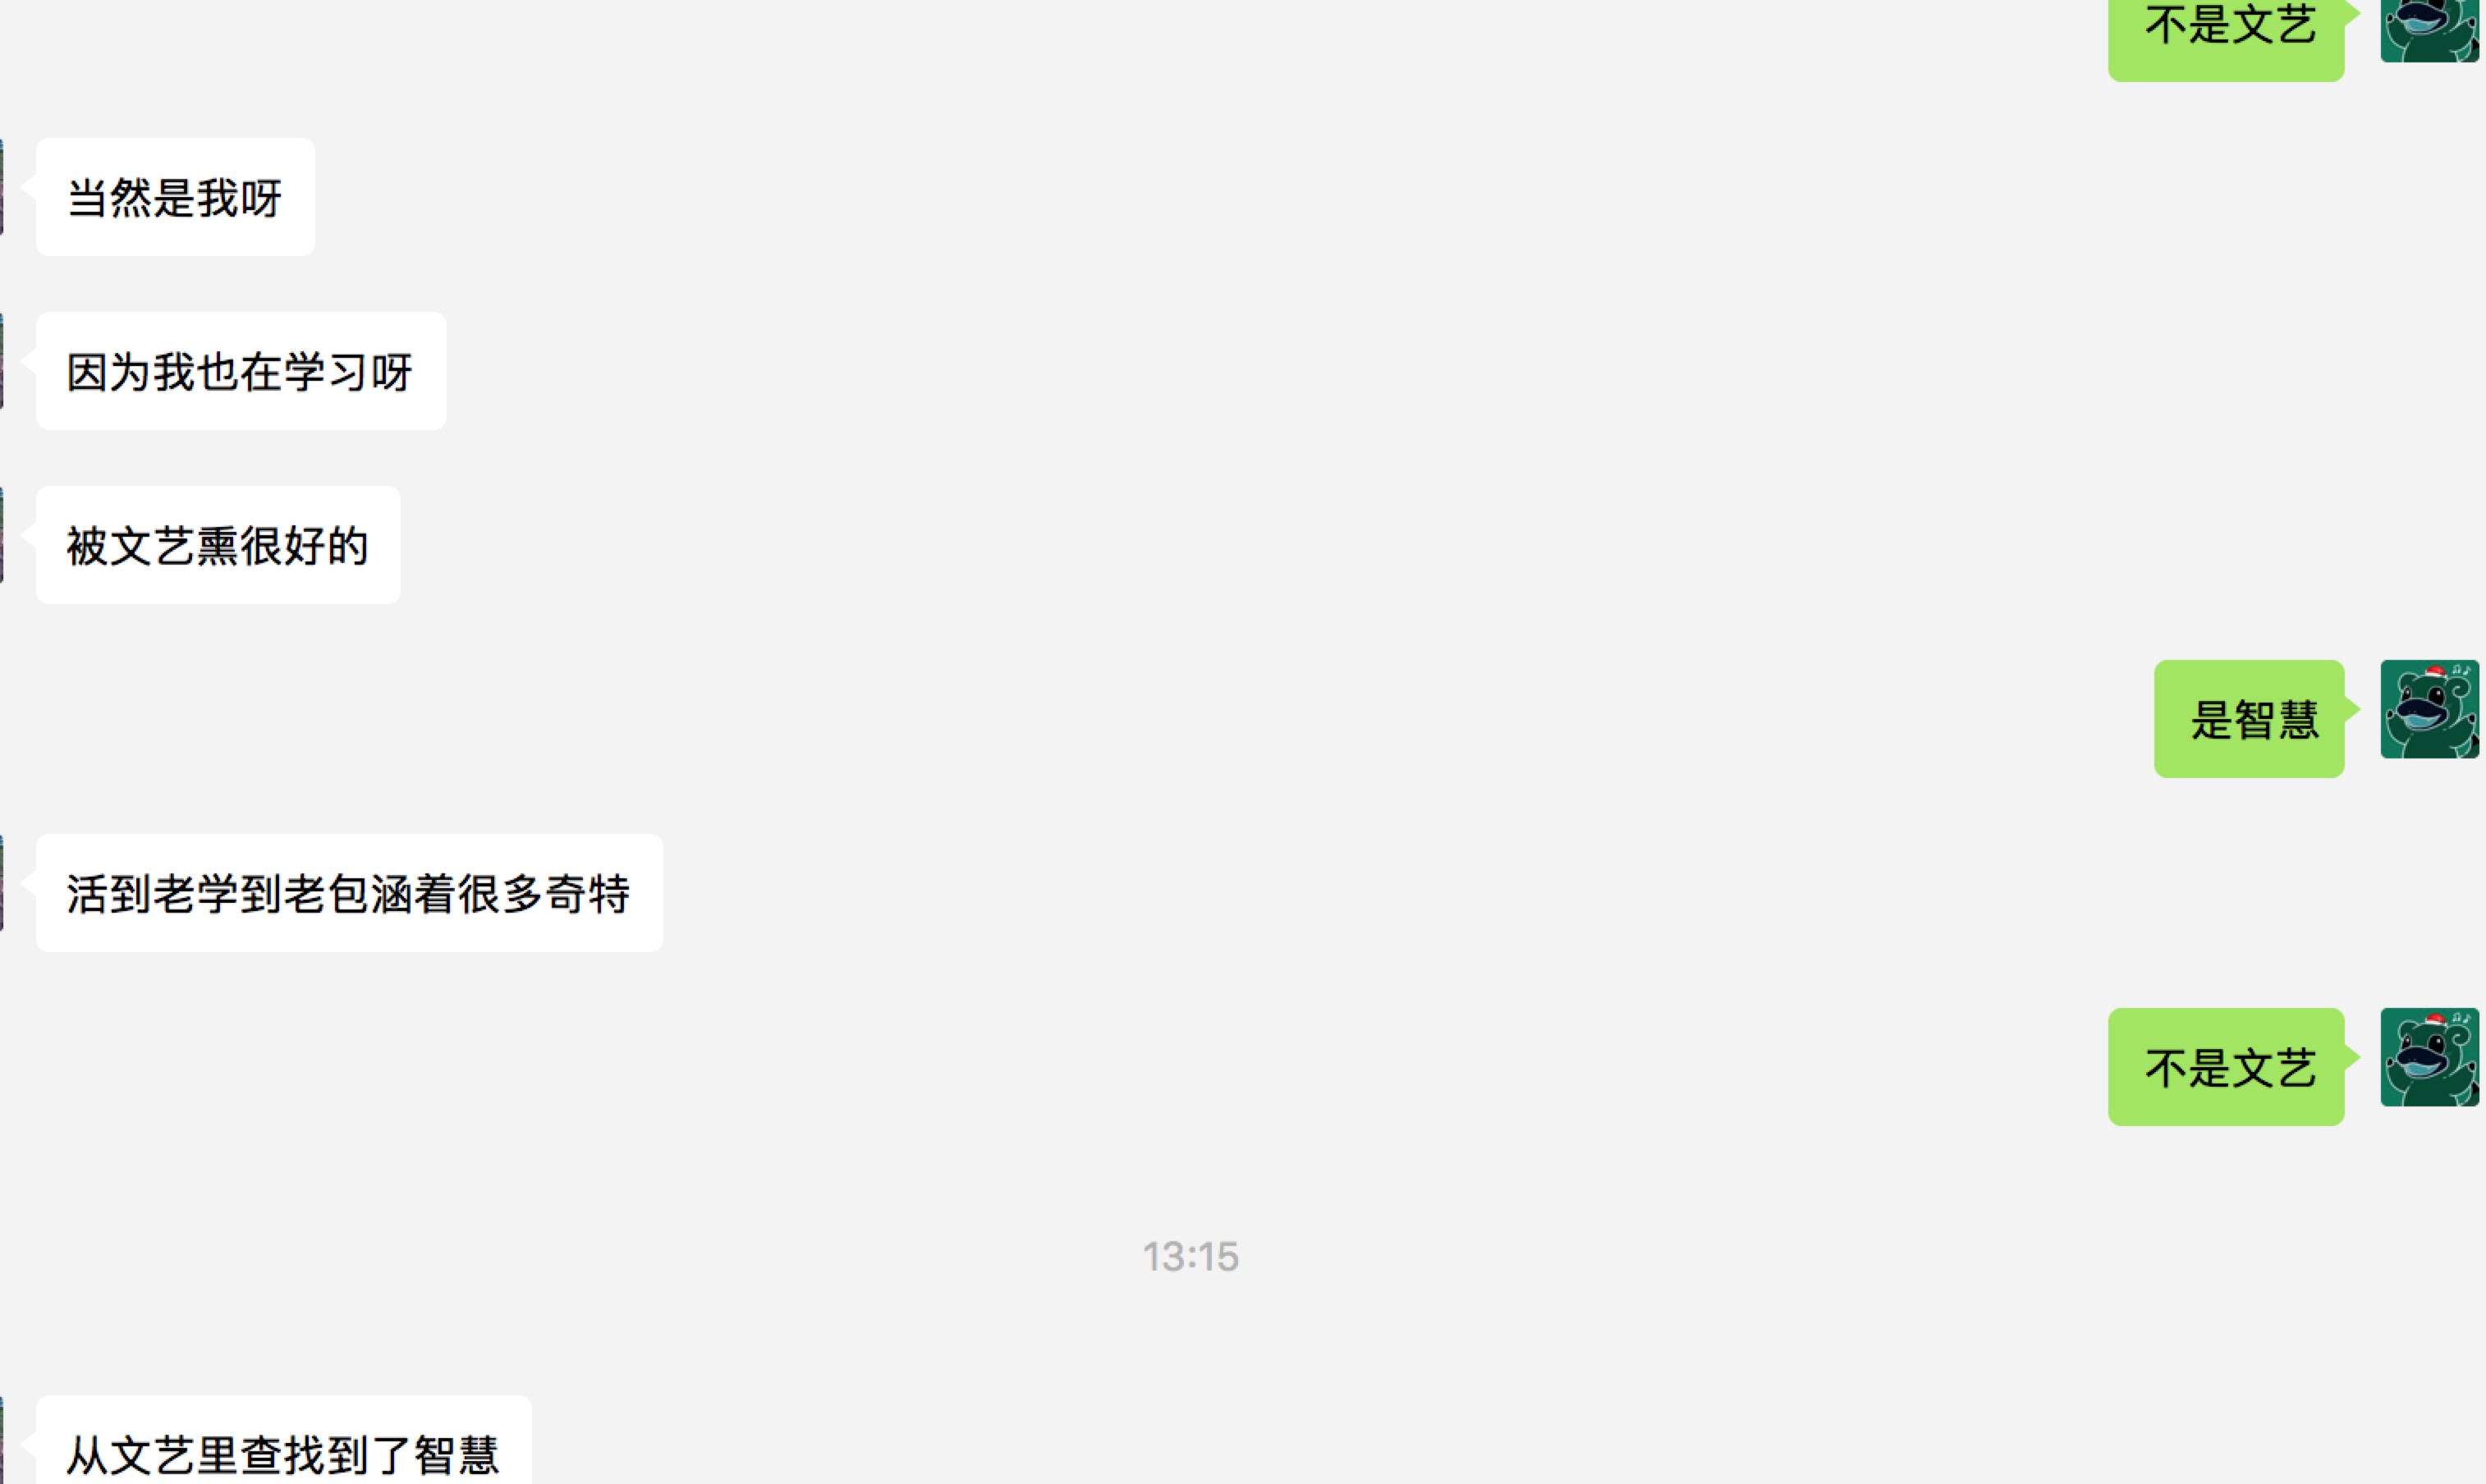 不是文艺
当然是我呀
因为我也在学习呀
被文艺熏很好的
是智慧
活到老学到老包涵着很多奇特
不是文艺
13:15
从文艺里查找到了智慧